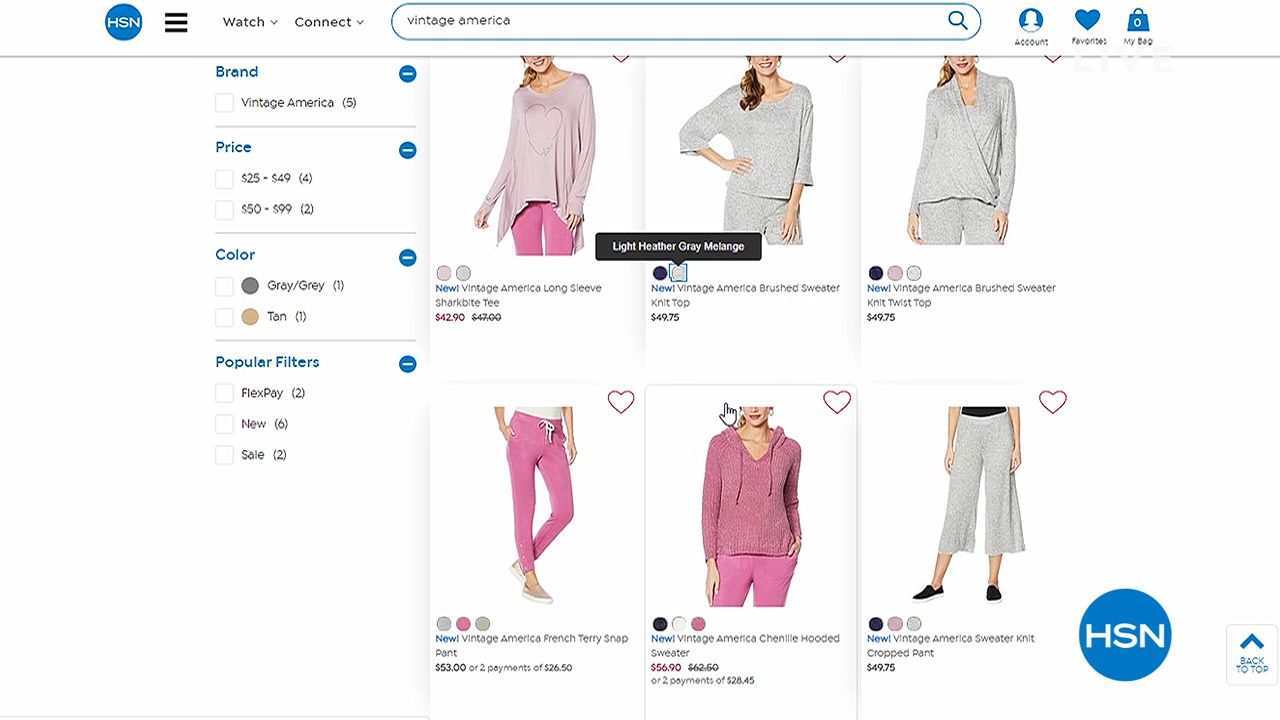 HSN
Watch
Connect
vintage america
Account
Favorites
0
My Bag
LIVE
Brand
Vintage America (5)
Price
$25 - $49 (4)
$50 - $99 (2)
Color
Gray/Grey (1)
Tan (1)
Popular Filters
FlexPay (2)
New (6)
Sale (2)
New! Vintage America Long Sleeve
Sharkbite Tee
$42.90 $47.00
Light Heather Gray Melange
New! Vintage America Brushed Sweater
Knit Top
$49.75
New! Vintage America Brushed Sweater
Knit Twist Top
$49.75
New! Vintage America French Terry Snap
Pant
$53.00 or 2 payments of $26.50
New! Vintage America Chenille Hooded
Sweater
$56.90 $62.50
or 2 payments of $28.45
New! Vintage America Sweater Knit
Cropped Pant
$49.75
HSN
BACK
TO TOP